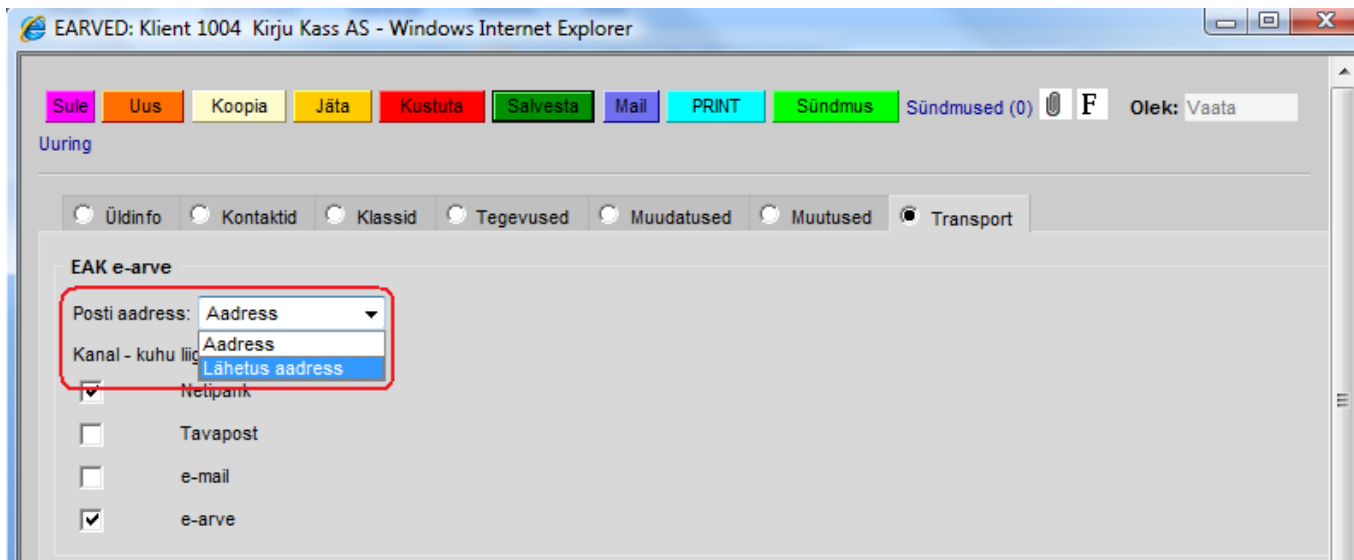 EARVED: Klient 1004 Kirju Kass AS - Windows Internet Explorer
Sule Uus Koopia Jäta Kustuta Salvesta Mail PRINT Sündmus Sündmused (0) F Olek: Vaata
Uuring
Üldinfo Kontaktid Klassid Tegevused Muudatused Muutused Transport
EAK e-arve
Posti aadress: Aadress
Aadress
Kanal - kuhu
Lähetus aadress
Netipank
Tavapost
e-mail
e-arve